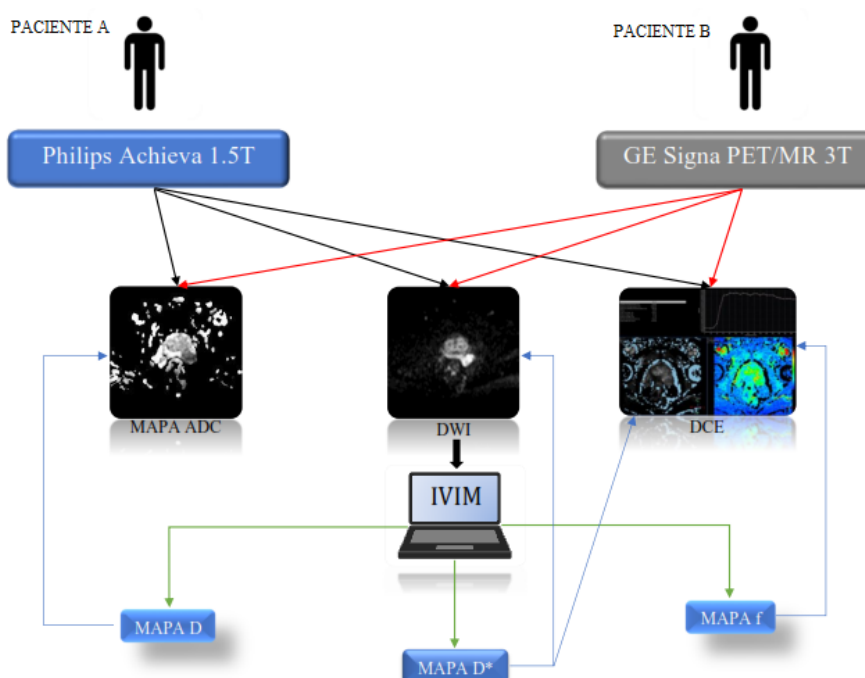 PACIENTE A
PACIENTE B
Philips Achieva 1.5T
GE Signa PET/MR 3T
MAPA ADC
DWI
DCE
IVIM
MAPA D
MAPA D*
MAPA f